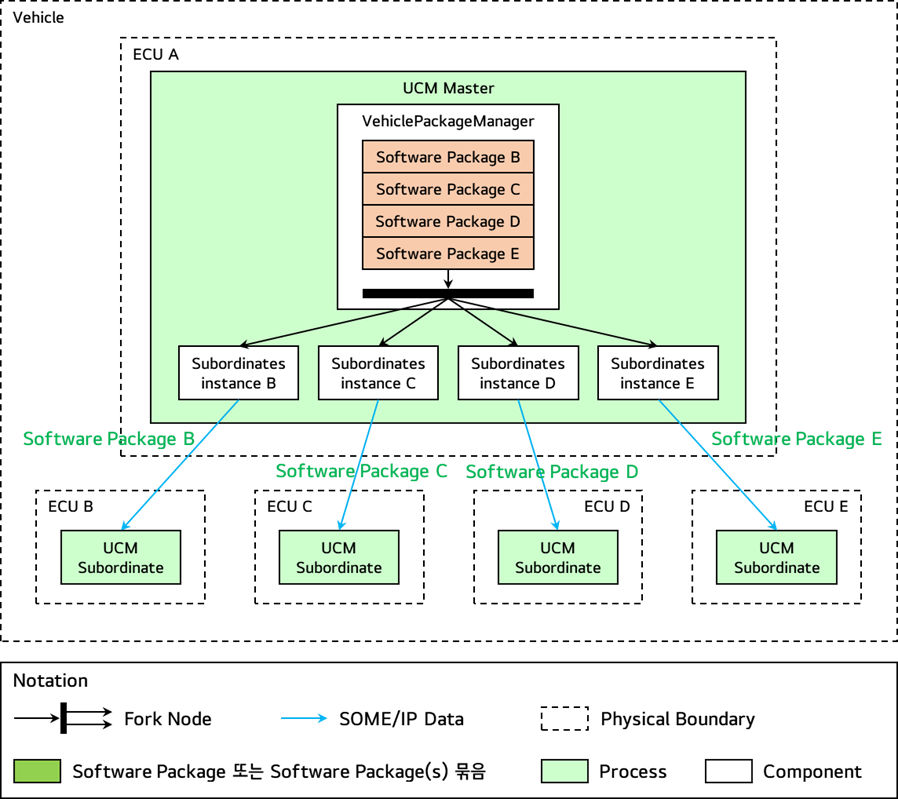 Vehicle
ECU A
UCM Master
VehiclePackageManager
Software Package B
Software Package C
Software Package D
Software Package E
Subordinates
instance B
Subordinates
instance C
Subordinates
instance D
Subordinates
instance E
Software Package B
Software Package E
Software Package C
Software Package D
ECU B
ECU C
ECU D
ECU E
UCM
Subordinate
UCM
Subordinate
UCM
Subordinate
UCM
Subordinate
Notation
Fork Node
SOME/IP Data
Physical Boundary
Software Package 또는 Software Package(s) 묶음
Process
Component